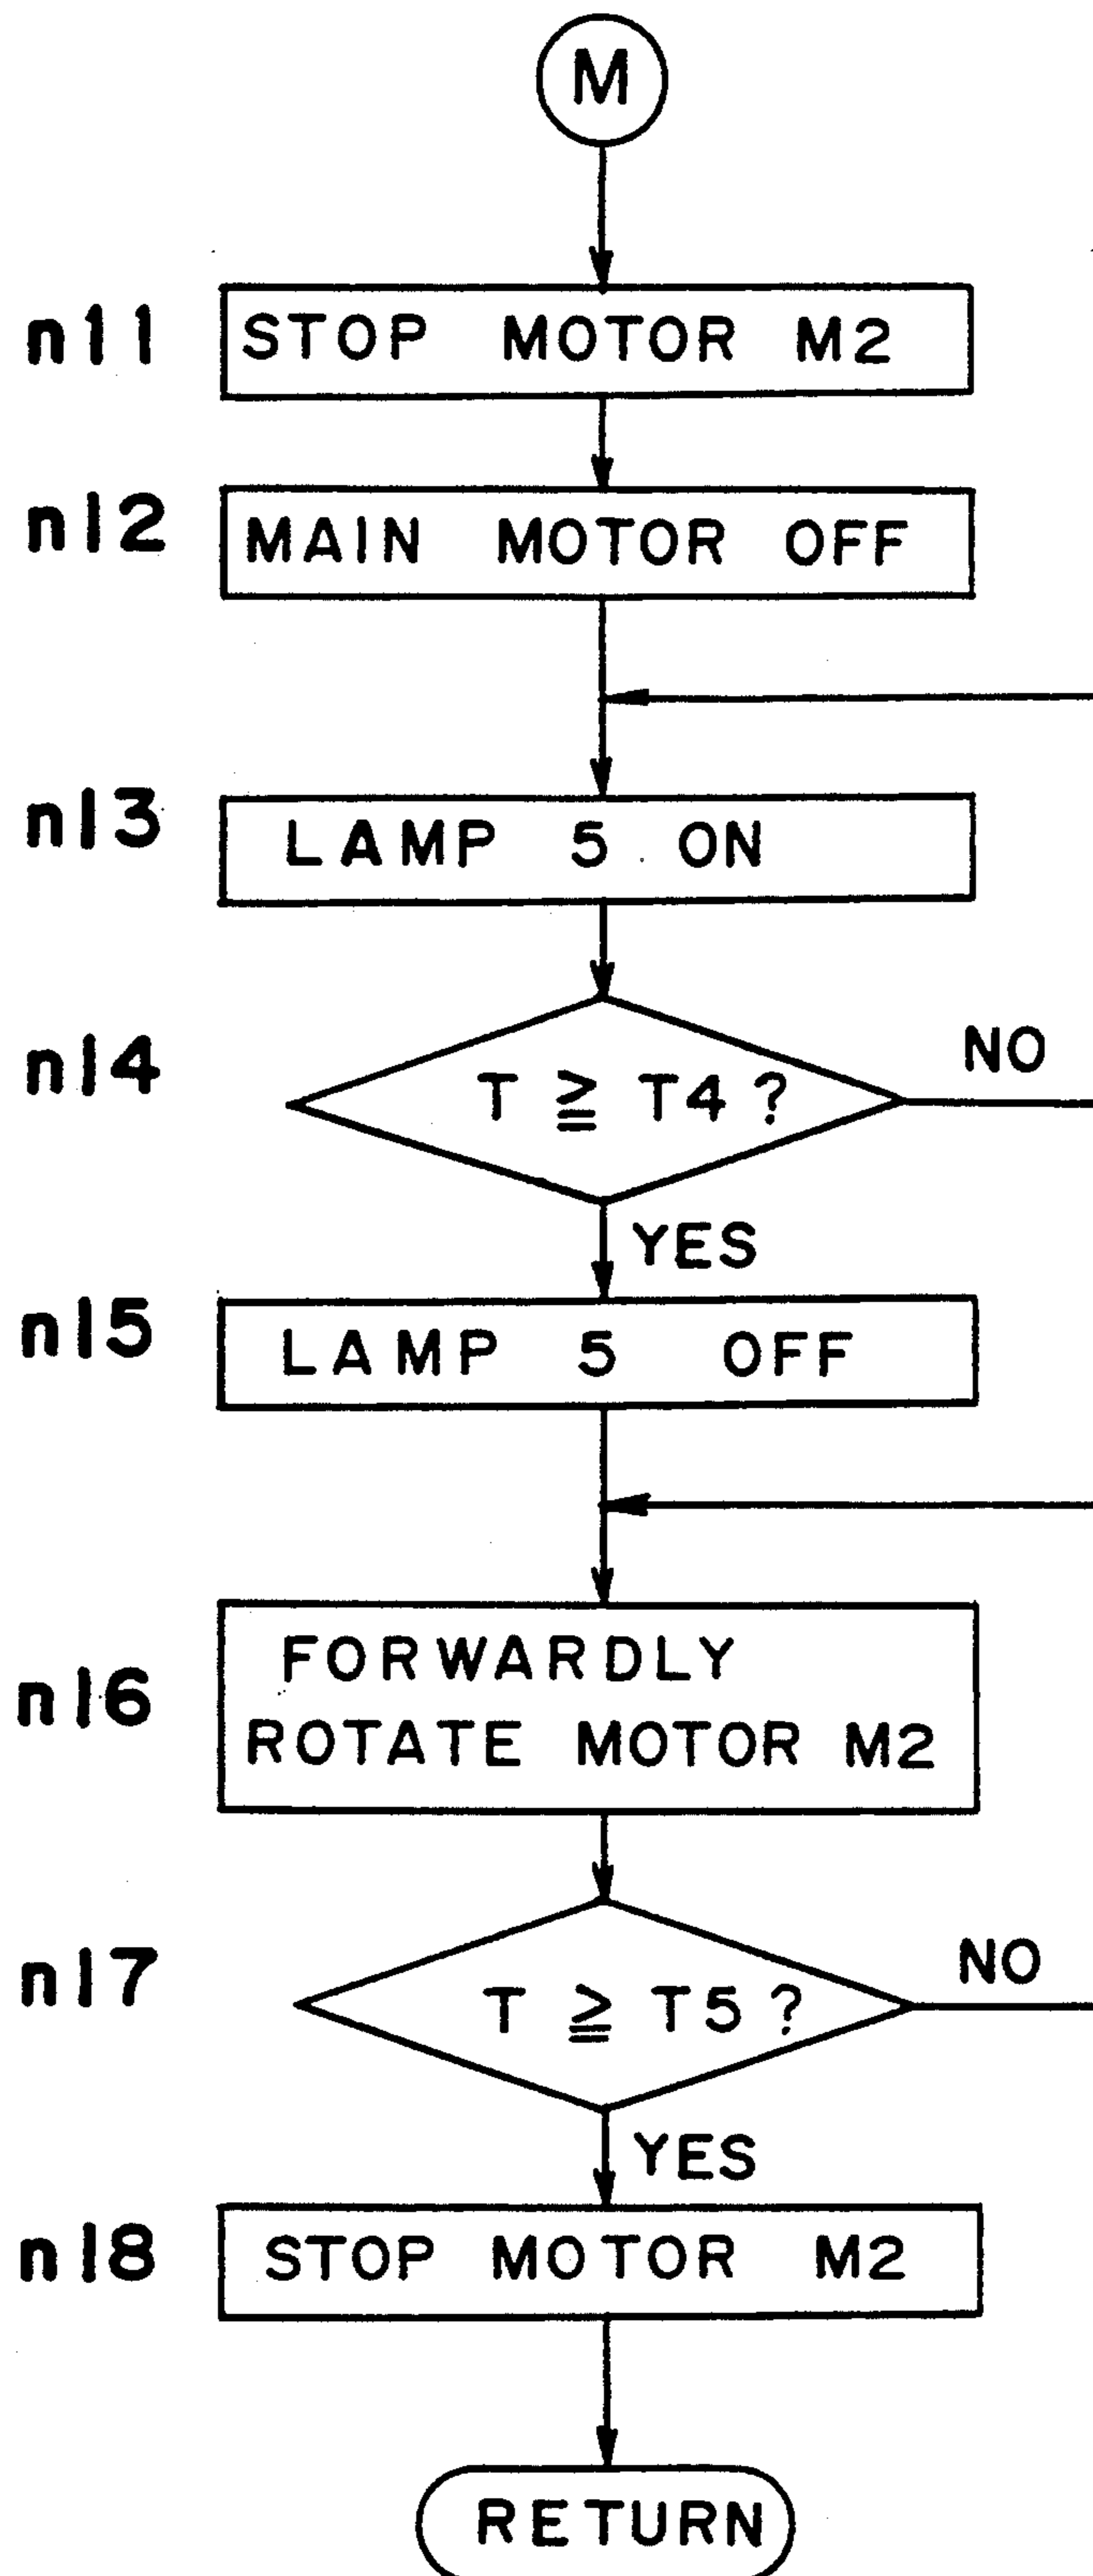 M
n11
STOP MOTOR M2
n12
MAIN MOTOR OFF
n13
LAMP 5 ON
n14
T ≧ T4 ?
NO
YES
n15
LAMP 5 OFF
n16
FORWARDLY
ROTATE MOTOR M2
n17
T ≧ T5 ?
NO
YES
n18
STOP MOTOR M2
RETURN